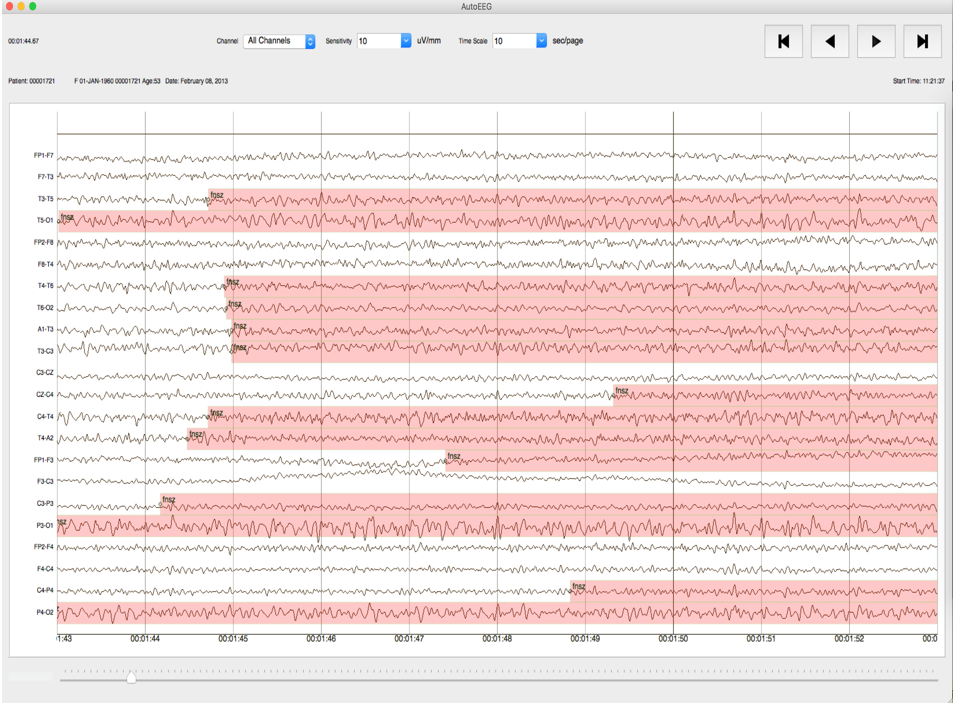 AutoEEG
00:01:44.67 Channel All Channels Sensitivity 10 uV/mm Time Scale 10 sec/page
Patient: 00001721 F 01-JAN-1960 00001721 Age:53 Date: February 08, 2013 Start Time: 11:21:37
FP1-F7
F7-T3
T3-T5 fnsz
T5-O1 fnsz
FP2-F8
F8-T4
T4-T6 fnsz
T6-O2 fnsz
A1-T3 fnsz
T3-C3 fnsz
C3-CZ
CZ-C4 fnsz
C4-T4 fnsz
T4-A2 fnsz
FP1-F3 fnsz
F3-C3
C3-P3 fnsz
P3-O1 nsz
FP2-F4
F4-C4
C4-P4 fnsz
P4-O2
1:43 00:01:44 00:01:45 00:01:46 00:01:47 00:01:48 00:01:49 00:01:50 00:01:51 00:01:52 00:0